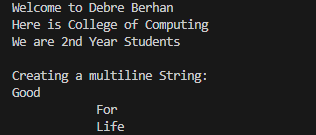 Welcome to Debre Berhan
Here is College of Computing
We are 2nd Year Students

Creating a multiline String:
Good
            For
            Life